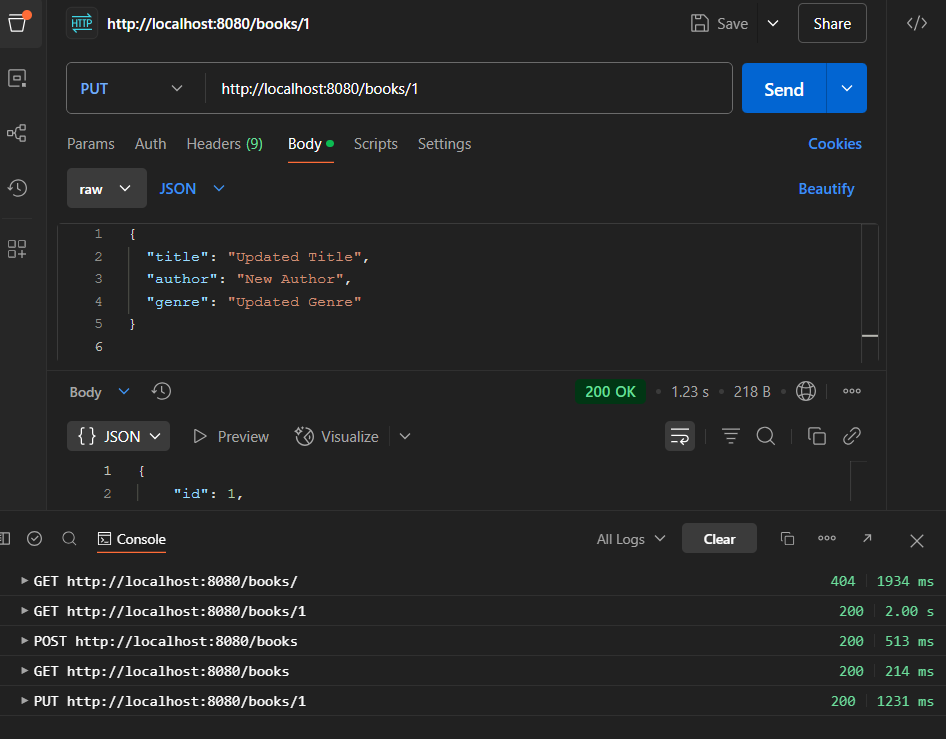 HTTP http://localhost:8080/books/1 Save Share
PUT http://localhost:8080/books/1 Send
Params Auth Headers (9) Body Scripts Settings Cookies
raw JSON Beautify
1 {
2 "title": "Updated Title",
3 "author": "New Author",
4 "genre": "Updated Genre"
5 }
6
Body 200 OK • 1.23 s • 218 B •
{} JSON Preview Visualize
1 {
2 "id": 1,
Console All Logs Clear
GET http://localhost:8080/books/ 404 1934 ms
GET http://localhost:8080/books/1 200 2.00 s
POST http://localhost:8080/books 200 513 ms
GET http://localhost:8080/books 200 214 ms
PUT http://localhost:8080/books/1 200 1231 ms